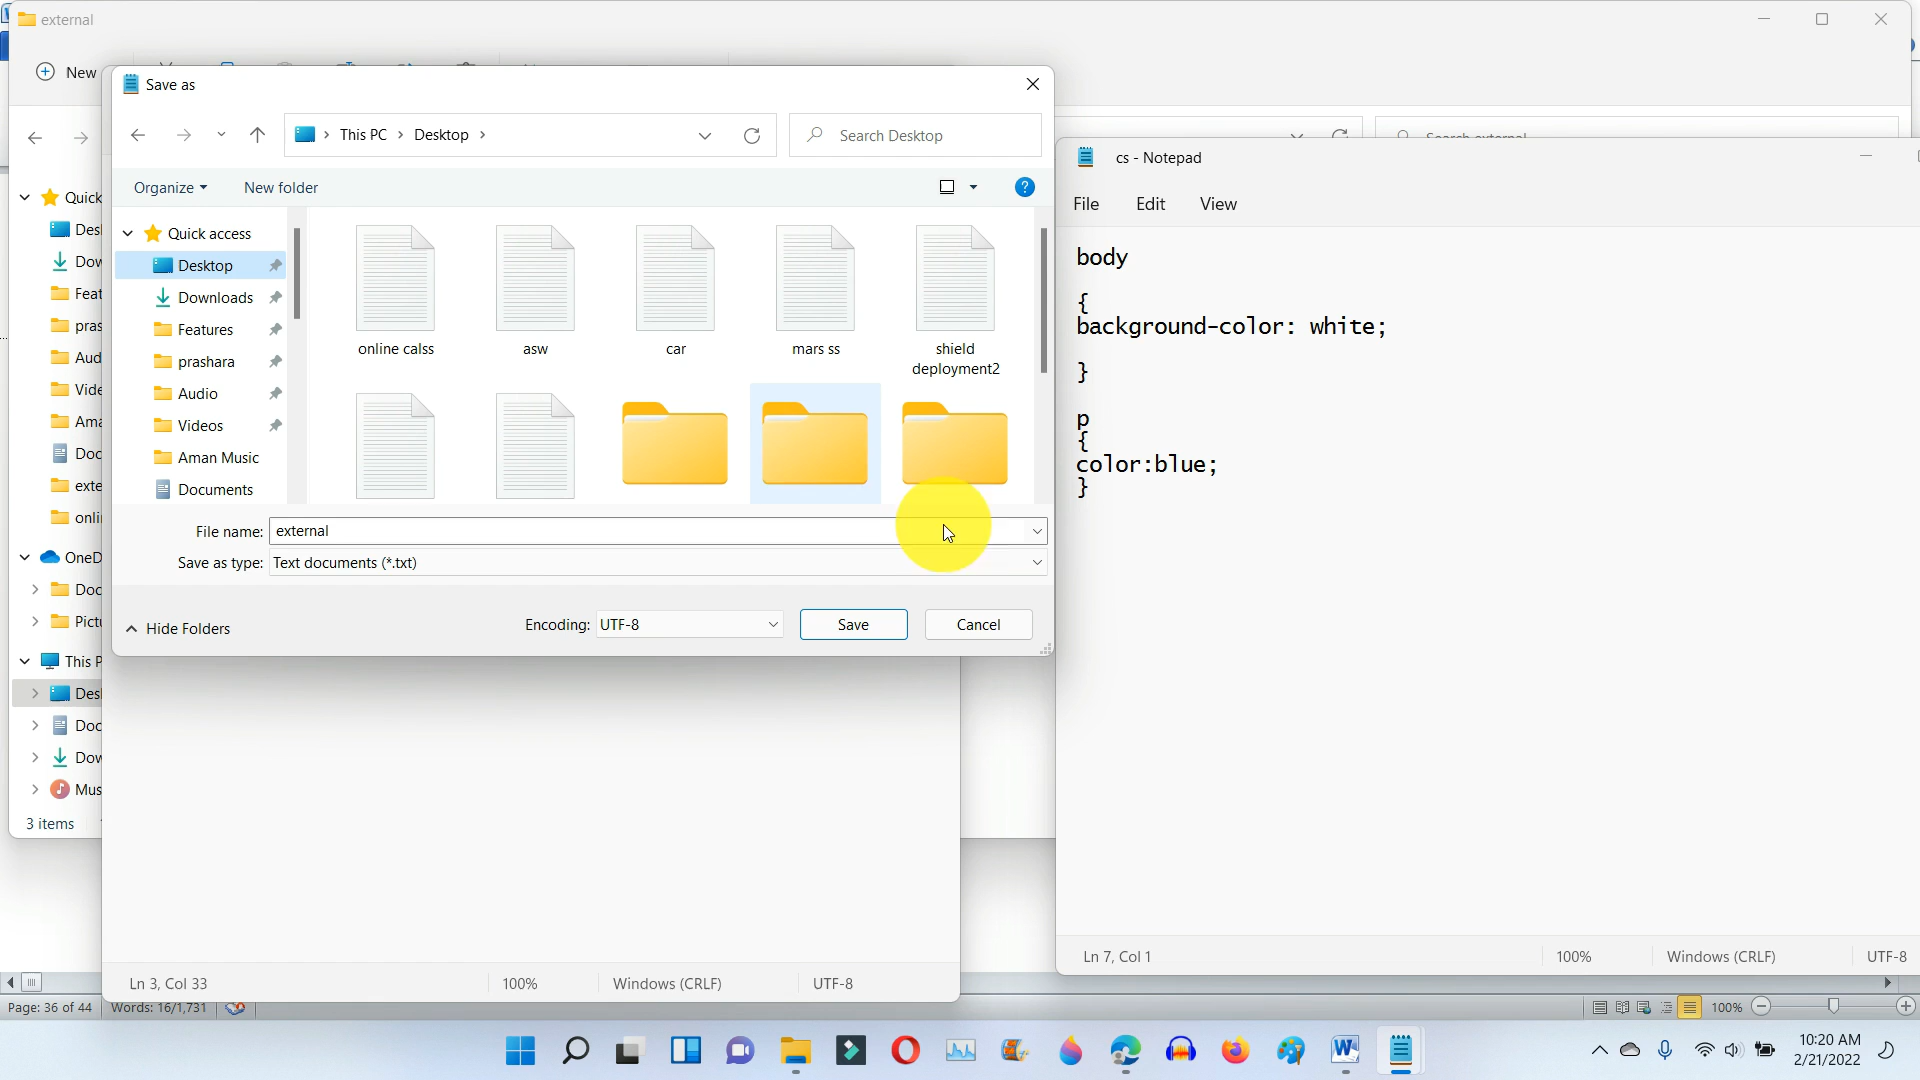 external
New
Save as
This PC > Desktop >
Search Desktop
Organize
New folder
Quick access
Desktop
Downloads
Features
prashara
Audio
Videos
Aman Music
Documents
online calss
asw
car
mars ss
shield
deployment2
File name: external
Save as type: Text documents (*.txt)
Hide Folders
Encoding: UTF-8
Save
Cancel
Quick
3 items
Ln 3, Col 33
100%
Windows (CRLF)
UTF-8
cs - Notepad
File
Edit
View
body
{
background-color: white;
}
p
{
color:blue;
}
Ln 7, Col 1
100%
Windows (CRLF)
UTF-8
Page: 36 of 44
Words: 16/1,731
100%
10:20 AM
2/21/2022